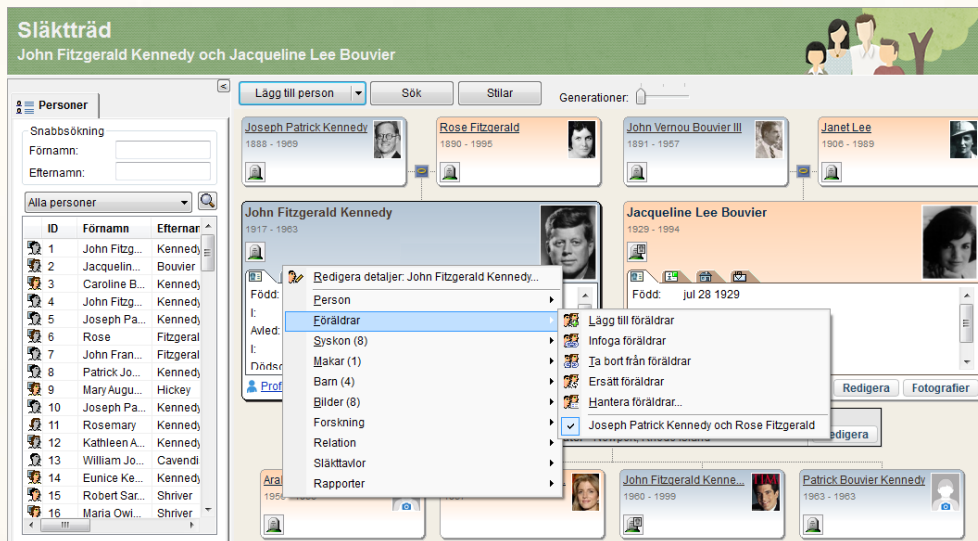 Släktträd
John Fitzgerald Kennedy och Jacqueline Lee Bouvier
Personer
Snabbsökning
Förnamn:
Efternamn:
Alla personer
ID Förnamn Efternar
1 John Fitzg... Kennedy
2 Jacquelin... Bouvier
3 Caroline B... Kennedy
4 John Fitzg... Kennedy
5 Joseph Pa... Kennedy
6 Rose Fitzgeral
7 John Fran... Fitzgeral
8 Patrick Jo... Kennedy
9 Mary Augu... Hickey
10 Joseph Pa... Kennedy
11 Rosemary Kennedy
12 Kathleen A... Kennedy
13 William Jo... Cavendi
14 Eunice Ke... Kennedy
15 Robert Sar... Shriver
16 Maria Owi... Shriver
Lägg till person Sök Stilar Generationer:
Joseph Patrick Kennedy
1888 - 1969
Rose Fitzgerald
1890 - 1995
John Vernou Bouvier III
1891 - 1957
Janet Lee
1906 - 1989
John Fitzgerald Kennedy
1917 - 1963
Jacqueline Lee Bouvier
1929 - 1994
Född:
I:
Avled:
I:
Dödso
Prof
Född: jul 28 1929
Redigera Fotografier
Redigera detaljer: John Fitzgerald Kennedy...
Person
Föräldrar
Syskon (8)
Makar (1)
Barn (4)
Bilder (8)
Forskning
Relation
Släkttavlor
Rapporter
Lägg till föräldrar
Infoga föräldrar
Ta bort från föräldrar
Ersätt föräldrar
Hantera föräldrar...
Joseph Patrick Kennedy och Rose Fitzgerald
Newport, Rhode Island
edigera
Aral
John Fitzgerald Kenne...
1960 - 1999
Patrick Bouvier Kennedy
1963 - 1963